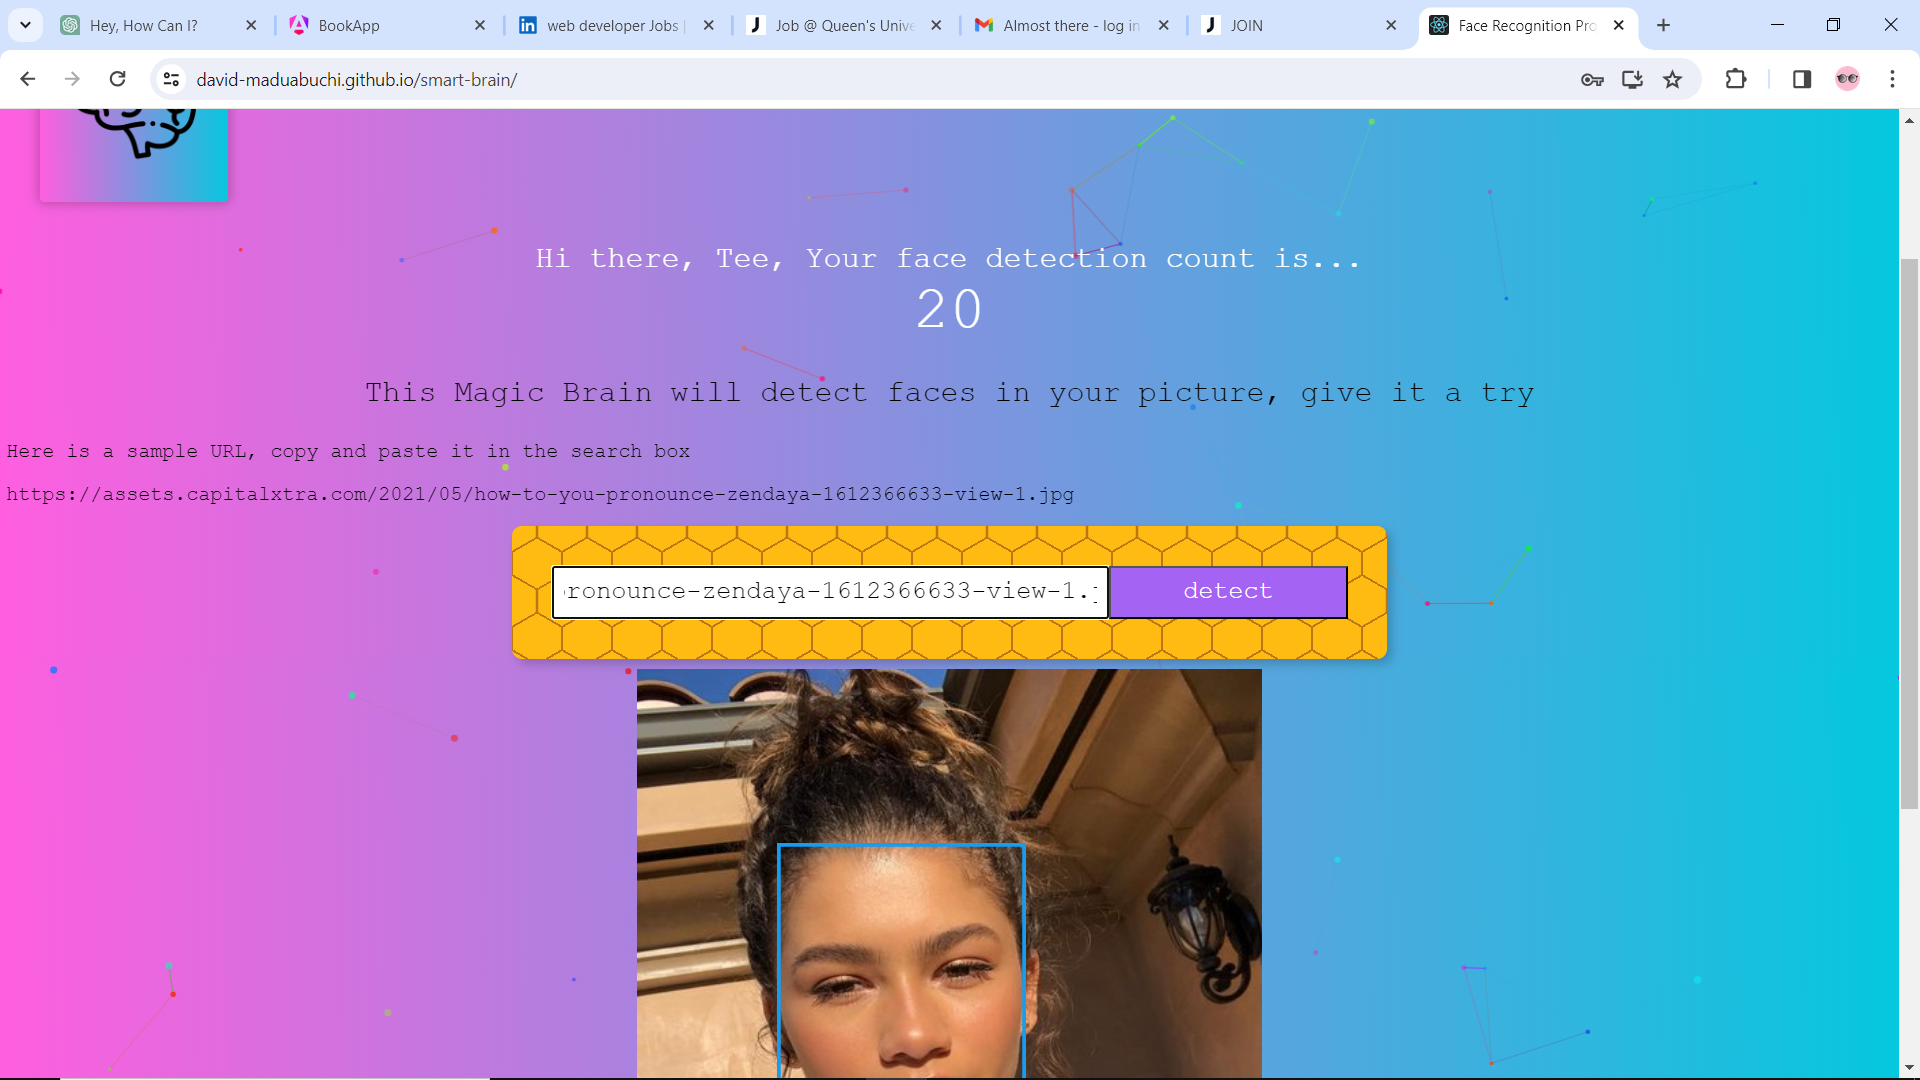 Hey, How Can I?
BookApp
web developer Jobs |
Job @ Queen's Unive
Almost there - log in
JOIN
Face Recognition Pro
david-maduabuchi.github.io/smart-brain/
Hi there, Tee, Your face detection count is...
20
This Magic Brain will detect faces in your picture, give it a try
Here is a sample URL, copy and paste it in the search box
https://assets.capitalxtra.com/2021/05/how-to-you-pronounce-zendaya-1612366633-view-1.jpg
ronounce-zendaya-1612366633-view-1.
detect